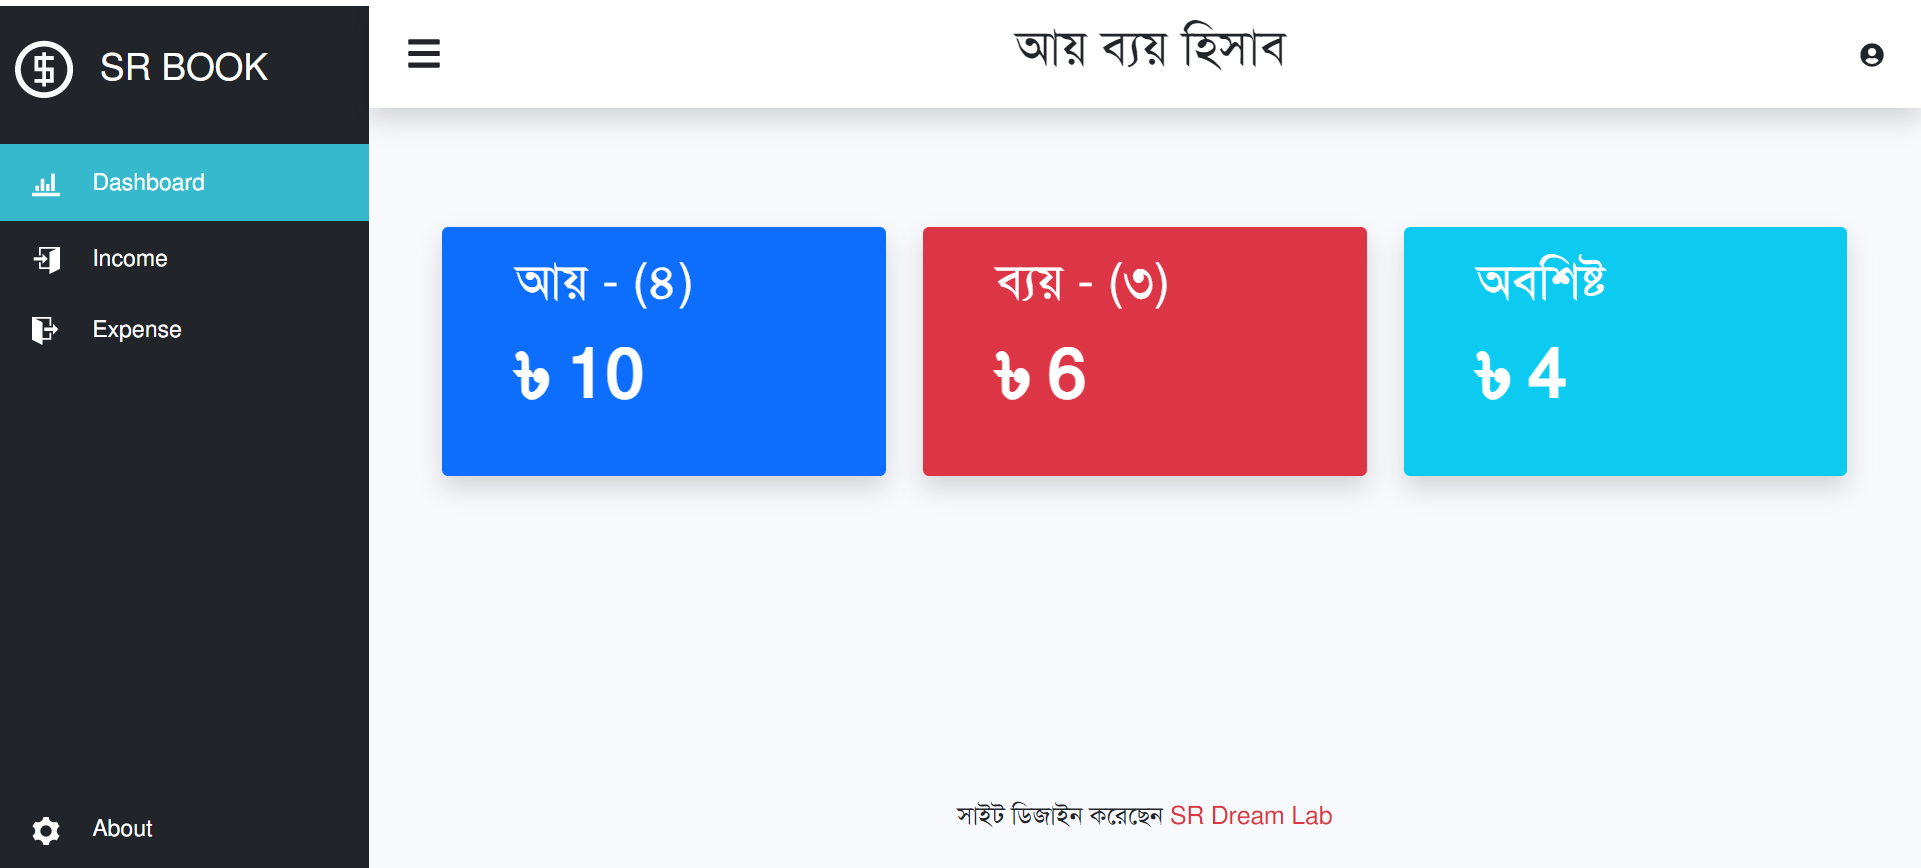 SR BOOK
Dashboard
Income
Expense
About
আয় ব্যয় হিসাব
আয় - (৪)
৳ 10
ব্যয় - (৩)
৳ 6
অবশিষ্ট
৳ 4
সাইট ডিজাইন করেছেন SR Dream Lab